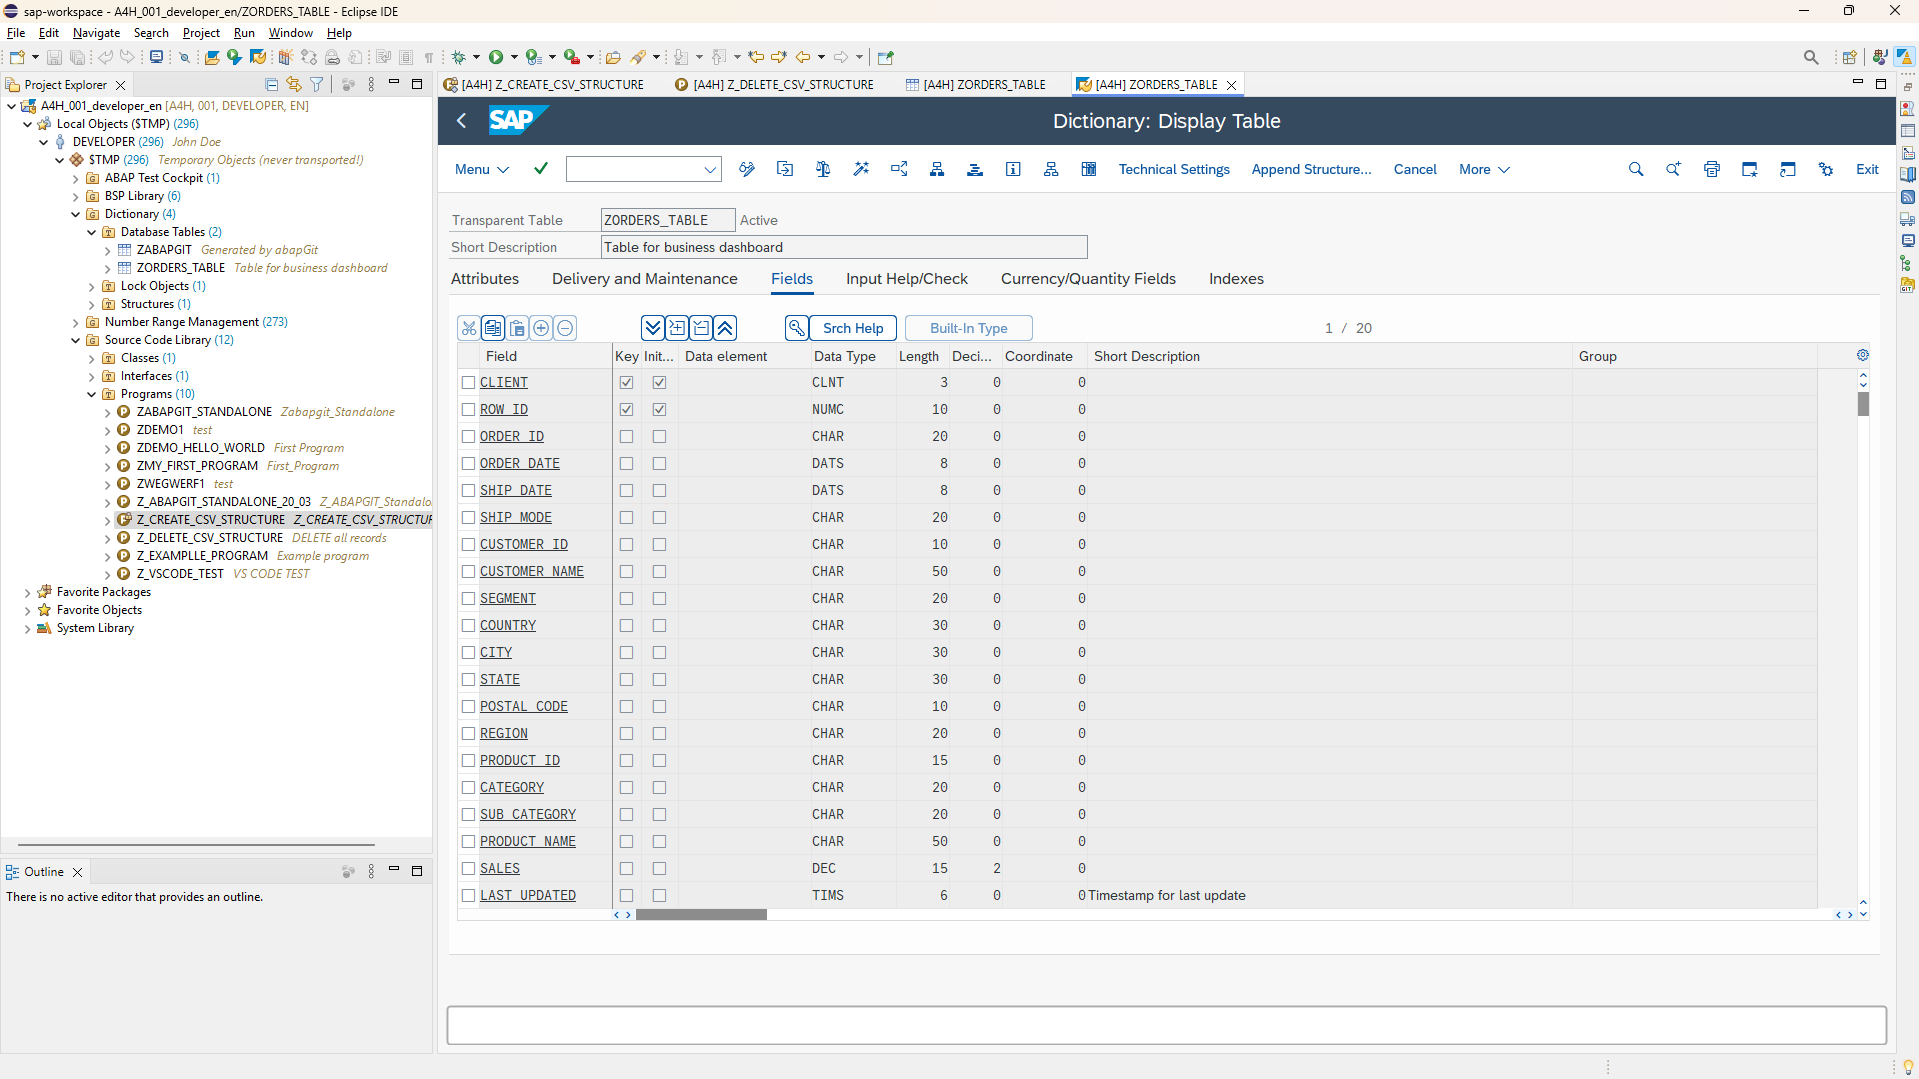 sap-workspace - A4H_001_developer_en/ZORDERS_TABLE - Eclipse IDE
File Edit Navigate Search Project Run Window Help
Project Explorer
[A4H] Z_CREATE_CSV_STRUCTURE
[A4H] Z_DELETE_CSV_STRUCTURE
[A4H] ZORDERS_TABLE
[A4H] ZORDERS_TABLE
A4H_001_developer_en [A4H, 001, DEVELOPER, EN]
Local Objects ($TMP) (296)
DEVELOPER (296) John Doe
$TMP (296) Temporary Objects (never transported!)
ABAP Test Cockpit (1)
BSP Library (6)
Dictionary (4)
Database Tables (2)
ZABAPGIT Generated by abapGit
ZORDERS_TABLE Table for business dashboard
Lock Objects (1)
Structures (1)
Number Range Management (273)
Source Code Library (12)
Classes (1)
Interfaces (1)
Programs (10)
ZABAPGIT_STANDALONE Zabapgit_Standalone
ZDEMO1 test
ZDEMO_HELLO_WORLD First Program
ZMY_FIRST_PROGRAM First_Program
ZWEGWERF1 test
Z_ABAPGIT_STANDALONE_20_03 Z_ABAPGIT_Standalo
Z_CREATE_CSV_STRUCTURE Z_CREATE_CSV_STRUCTUR
Z_DELETE_CSV_STRUCTURE DELETE all records
Z_EXAMPLLE_PROGRAM Example program
Z_VSCODE_TEST VS CODE TEST
Favorite Packages
Favorite Objects
System Library
Outline
There is no active editor that provides an outline.
SAP
Dictionary: Display Table
Menu Technical Settings Append Structure... Cancel More Exit
Transparent Table ZORDERS_TABLE Active
Short Description Table for business dashboard
Attributes Delivery and Maintenance Fields Input Help/Check Currency/Quantity Fields Indexes
Srch Help Built-In Type 1 / 20
Field Key Init... Data element Data Type Length Deci... Coordinate Short Description Group
CLIENT CLNT 3 0 0
ROW_ID NUMC 10 0 0
ORDER_ID CHAR 20 0 0
ORDER_DATE DATS 8 0 0
SHIP_DATE DATS 8 0 0
SHIP_MODE CHAR 20 0 0
CUSTOMER_ID CHAR 10 0 0
CUSTOMER_NAME CHAR 50 0 0
SEGMENT CHAR 20 0 0
COUNTRY CHAR 30 0 0
CITY CHAR 30 0 0
STATE CHAR 30 0 0
POSTAL_CODE CHAR 10 0 0
REGION CHAR 20 0 0
PRODUCT_ID CHAR 15 0 0
CATEGORY CHAR 20 0 0
SUB_CATEGORY CHAR 20 0 0
PRODUCT_NAME CHAR 50 0 0
SALES DEC 15 2 0
LAST_UPDATED TIMS 6 0 0 Timestamp for last update